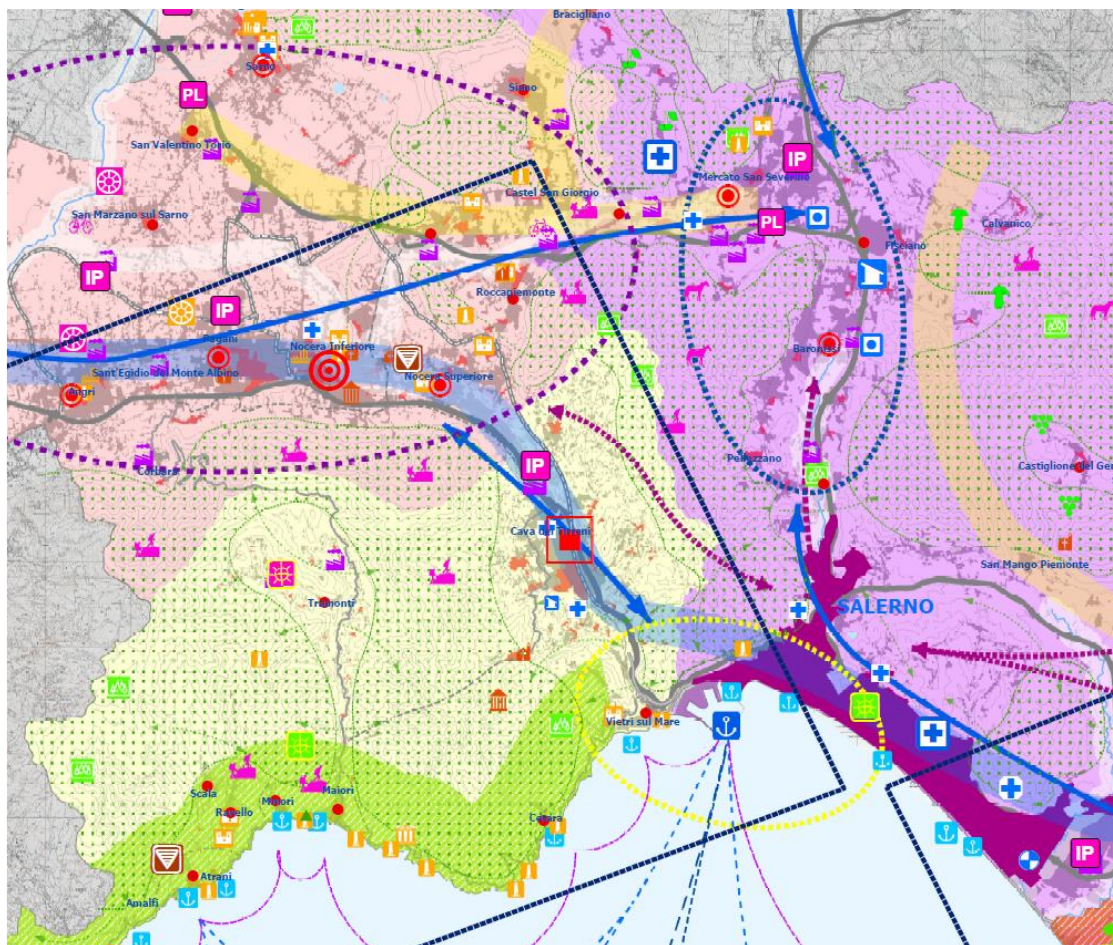 Bracigliano
IP
Sarno
Siano
PL
San Valentino Torio
IP
Mercato San Severino
Castel San Giorgio
San Marzano sul Sarno
PL
Calvanico
Fisciano
IP
Roccapiemonte
IP
Pagani
Nocera Inferiore
Baronissi
Sant'Egidio del Monte Albino
Nocera Superiore
Angri
Corbara
Pellezzano
IP
Castiglione del Gen
Cava dei Tirreni
San Mango Piemonte
Tramonti
SALERNO
Vietri sul Mare
Scala
Minori
Maiori
Ravello
Cetara
IP
Atrani
Amalfi